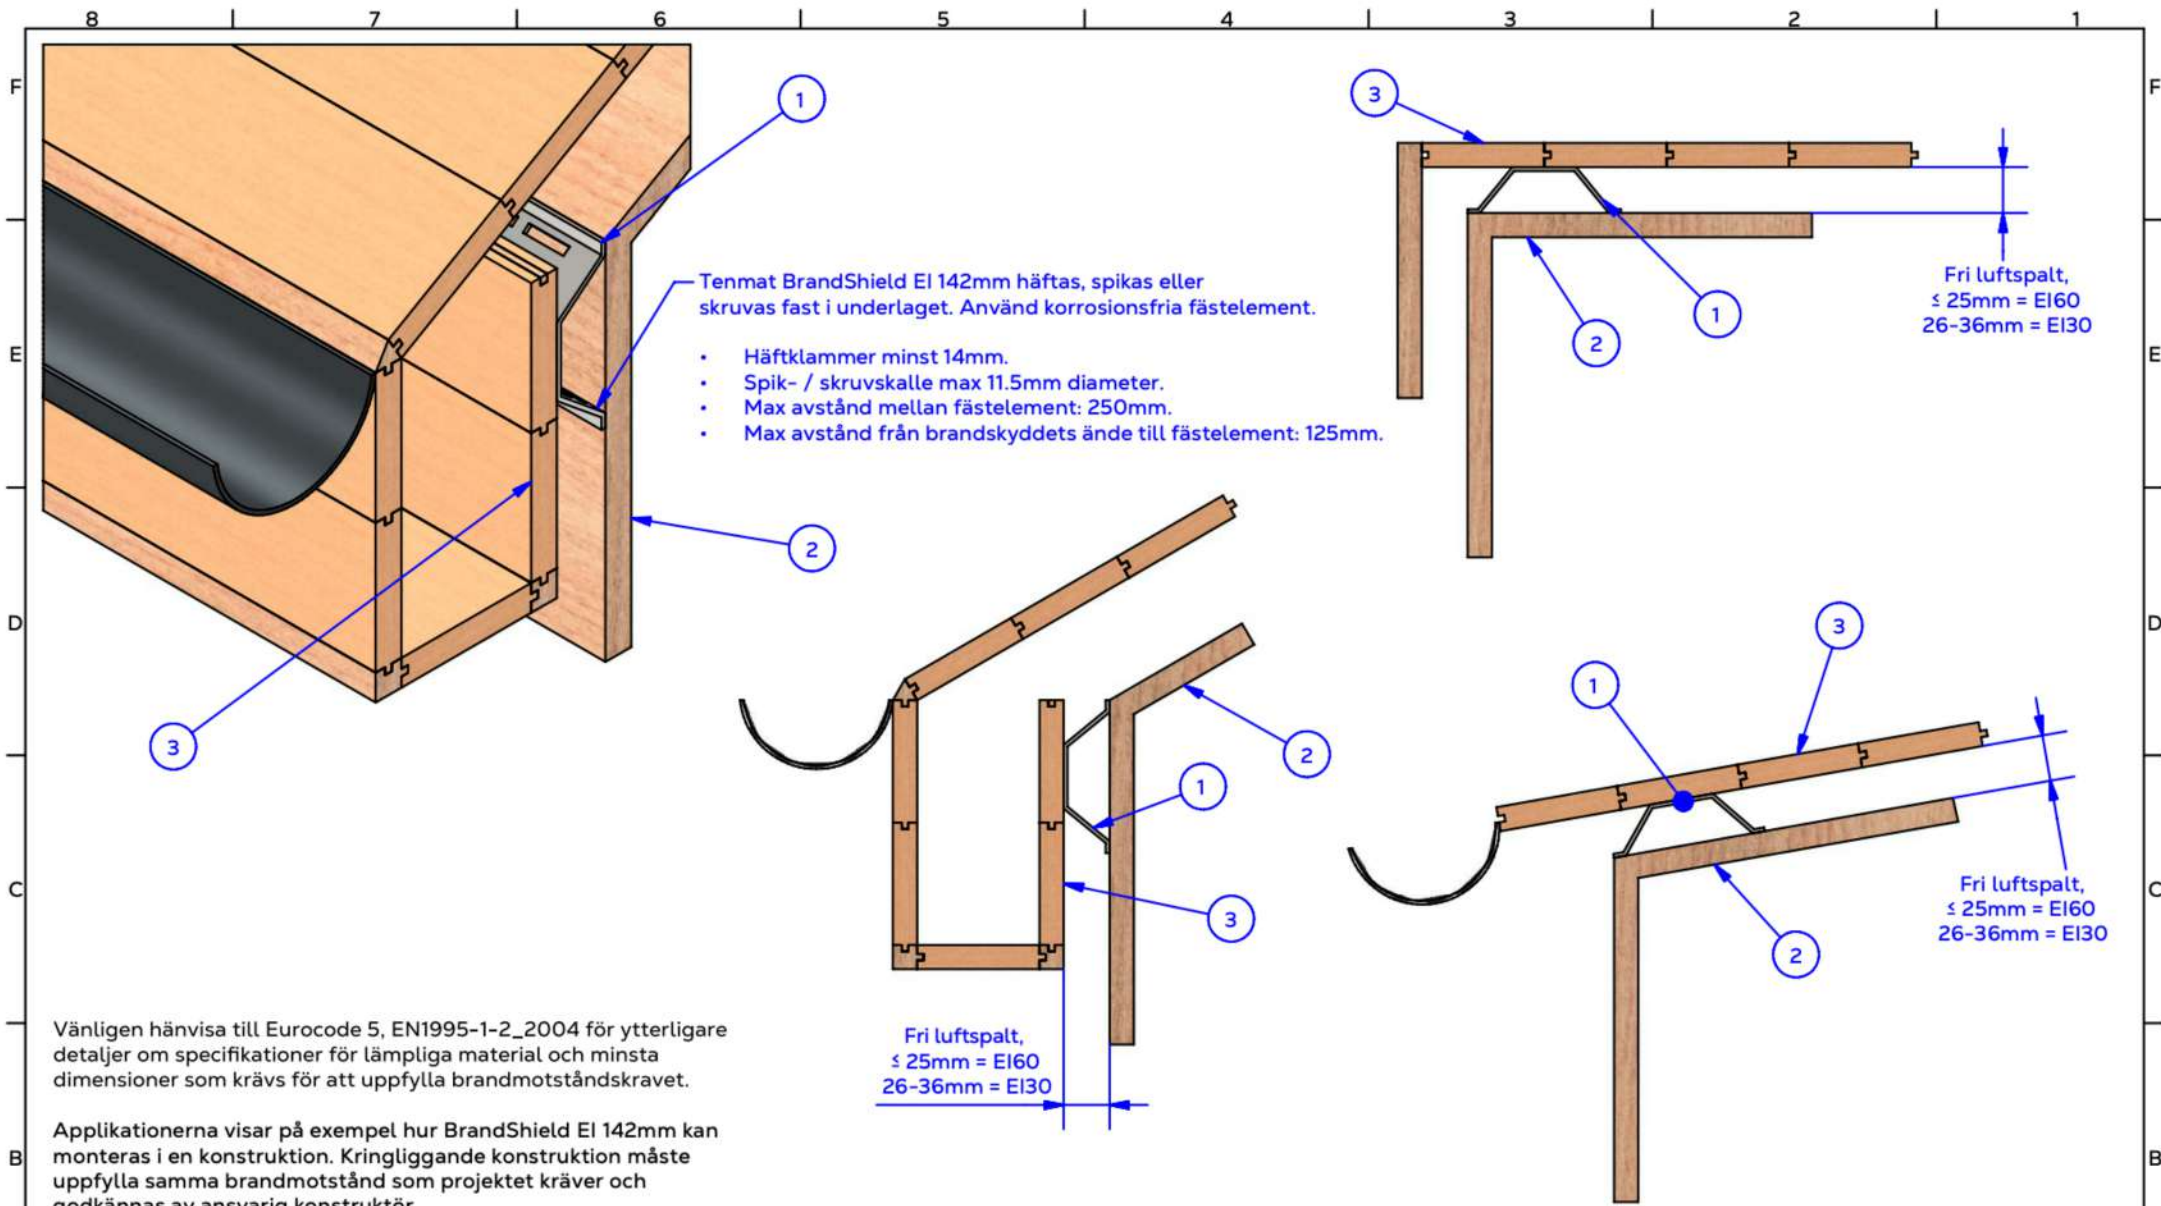 8 7 6 5 4 3 2 1
F F
1
3
Tenmat BrandShield EI 142mm häftas, spikas eller
skruvas fast i underlaget. Använd korrosionsfria fästelement.
• Häftklammer minst 14mm.
• Spik- / skruvskalle max 11.5mm diameter.
• Max avstånd mellan fästelement: 250mm.
• Max avstånd från brandskyddets ände till fästelement: 125mm.
Fri luftspalt,
≤ 25mm = EI60
26-36mm = EI30
1
2
E E
2
D D
3
1
3
2
1
3
C C
Fri luftspalt,
≤ 25mm = EI60
26-36mm = EI30
2
Vänligen hänvisa till Eurocode 5, EN1995-1-2_2004 för ytterligare
detaljer om specifikationer för lämpliga material och minsta
dimensioner som krävs för att uppfylla brandmotståndskravet.
Fri luftspalt,
≤ 25mm = EI60
26-36mm = EI30
Applikationerna visar på exempel hur BrandShield EI 142mm kan
monteras i en konstruktion. Kringliggande konstruktion måste
uppfylla samma brandmotstånd som projektet kräver och
godkännas av ansvarig konstruktör
B B